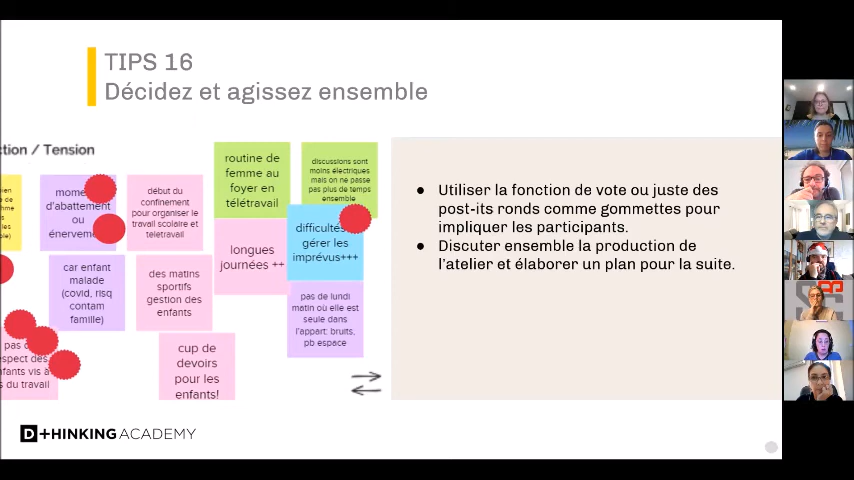 TIPS 16
Décidez et agissez ensemble
ction / Tension
routine de
femme au
foyer en
télétravail
discussions sont
moins électriques
mais on ne passe
pas plus de temps
ensemble
d'abattement
ou
début du
confinement
pour organiser le
travail scolaire et
teletravail
difficultés
gérer les
imprévus+++
longues
journées ++
car enfant
malade
(covid, risq
contam
famille)
des matins
sportifs
gestion des
enfants
pas de lundi
matin où elle est
seule dans
l'appart: bruits,
pb espace
cup de
devoirs
pour les
enfants!
pas
espect des
nfants vis à
s du travail
● Utiliser la fonction de vote ou juste des
post-its ronds comme gommettes pour
impliquer les participants.
● Discuter ensemble la production de
l'atelier et élaborer un plan pour la suite.
D+HINKING ACADEMY